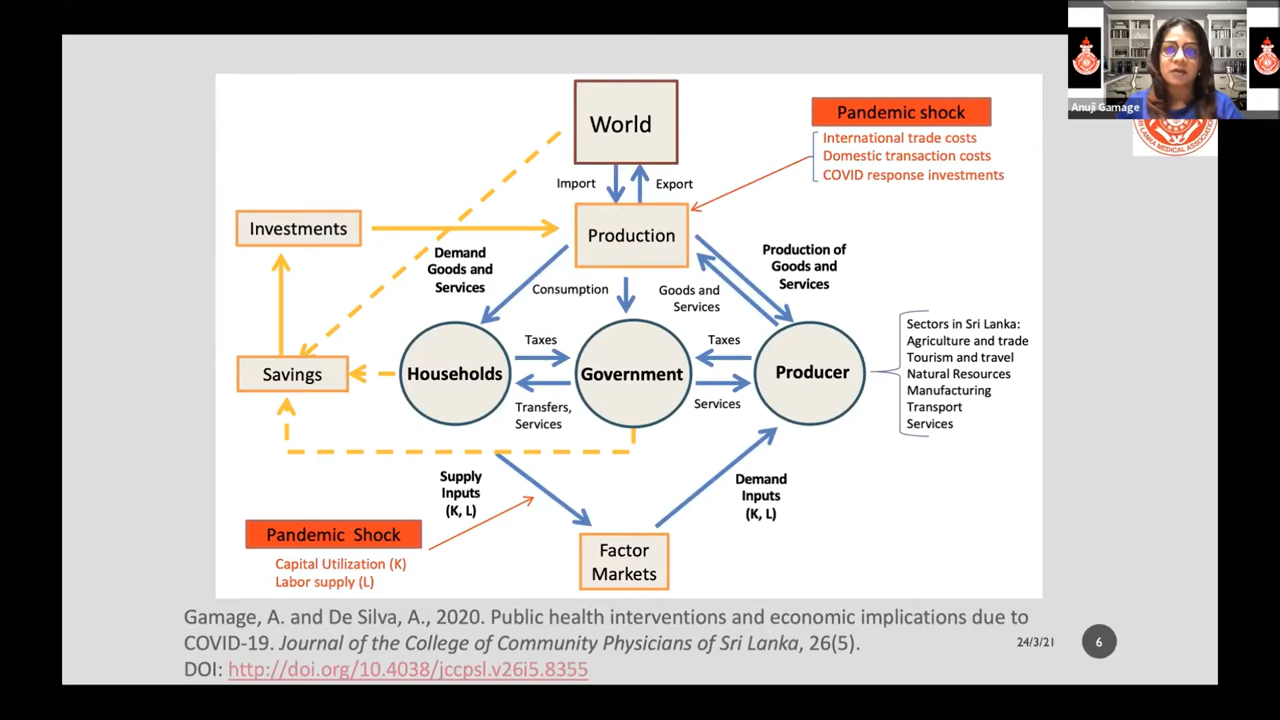 World
Pandemic shock
International trade costs
Domestic transaction costs
COVID response investments
Import
Export
Investments
Production
Demand
Goods and
Services
Production of
Goods and
Services
Consumption
Goods and
Services
Savings
Households
Taxes
Transfers,
Services
Government
Taxes
Services
Producer
Sectors in Sri Lanka:
Agriculture and trade
Tourism and travel
Natural Resources
Manufacturing
Transport
Services
Supply
Inputs
(K, L)
Demand
Inputs
(K, L)
Pandemic Shock
Capital Utilization (K)
Labor supply (L)
Factor
Markets
Gamage, A. and De Silva, A., 2020. Public health interventions and economic implications due to
COVID-19. Journal of the College of Community Physicians of Sri Lanka, 26(5).
DOI: http://doi.org/10.4038/jccpsl.v26i5.8355
24/3/21
6
Anuji Gamage
SRI LANKA MEDICAL ASSOCIATION